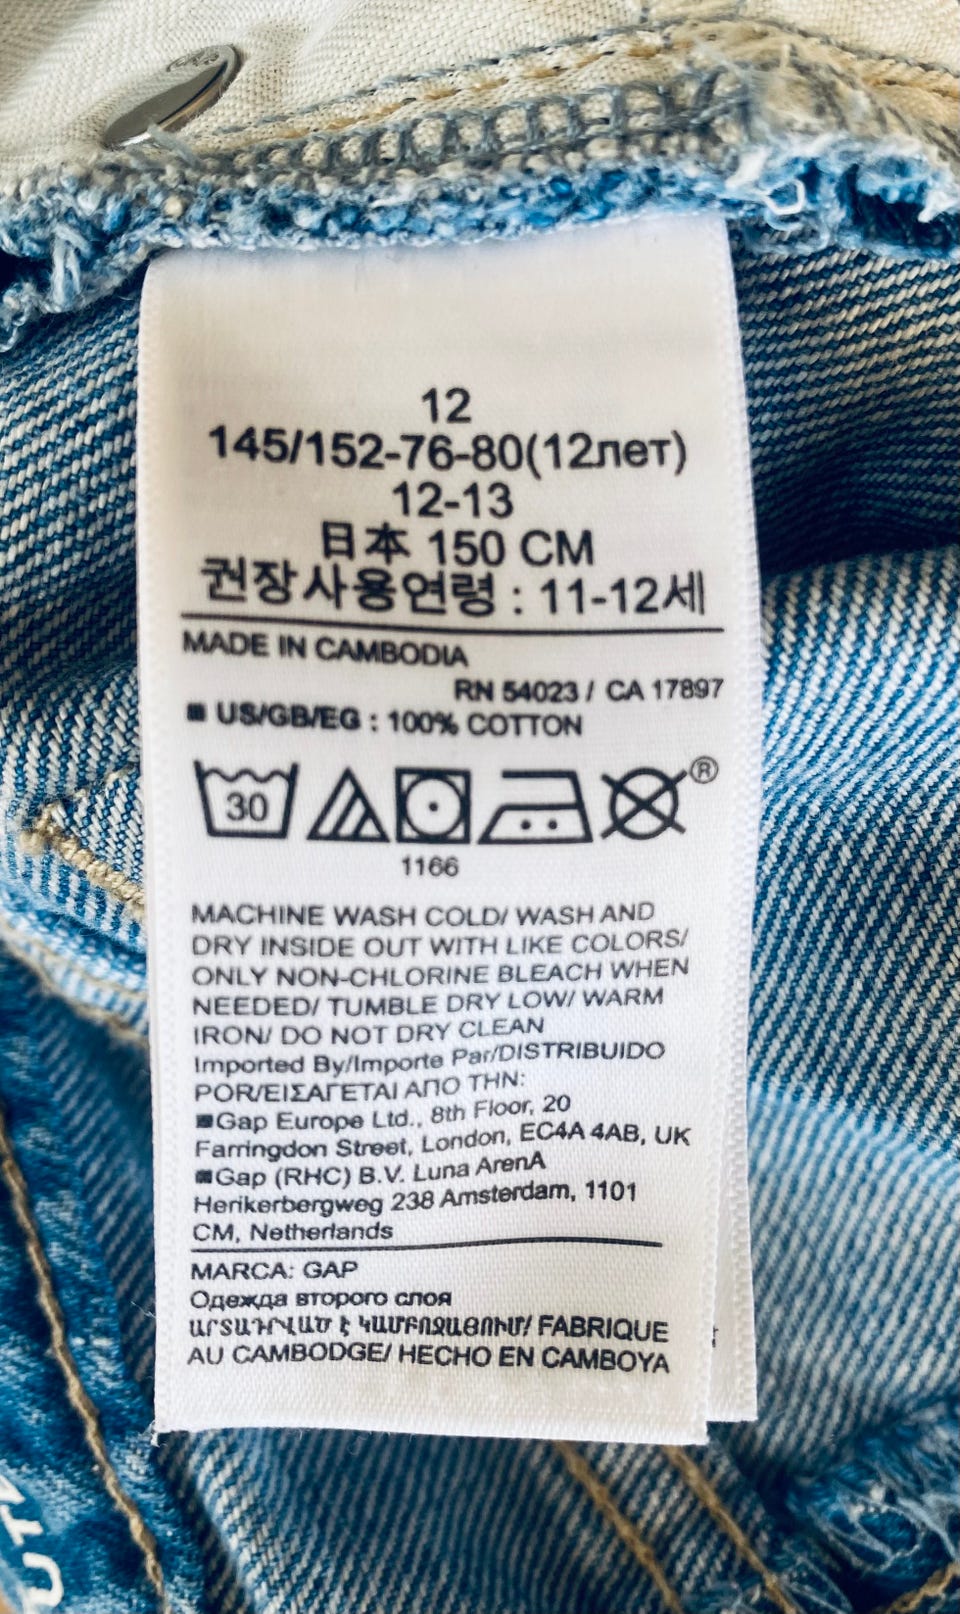 12
145/152-76-80(12лет)
12-13
日本 150 CM
권장사용연령 : 11-12세
MADE IN CAMBODIA
RN 54023 / CA 17897
■ US/GB/EG : 100% COTTON
30
®
1166
MACHINE WASH COLD/ WASH AND
DRY INSIDE OUT WITH LIKE COLORS/
ONLY NON-CHLORINE BLEACH WHEN
NEEDED/ TUMBLE DRY LOW/ WARM
IRON/ DO NOT DRY CLEAN
Imported By/Importe Par/DISTRIBUIDO
POR/ΕΙΣΑΓΕΤΑΙ ΑΠΟ ΤΗΝ:
■Gap Europe Ltd., 8th Floor, 20
Farringdon Street, London, EC4A 4AB, UK
■Gap (RHC) B.V. Luna ArenA
Herikerbergweg 238 Amsterdam, 1101
CM, Netherlands
MARCA: GAP
Одежда второго слоя
ԱՐՏԱԴՐՎԱԾ Է ԿԱՄԲՈՋԱՅՈՒՄ/ FABRIQUE
AU CAMBODGE/ HECHO EN CAMBOYA